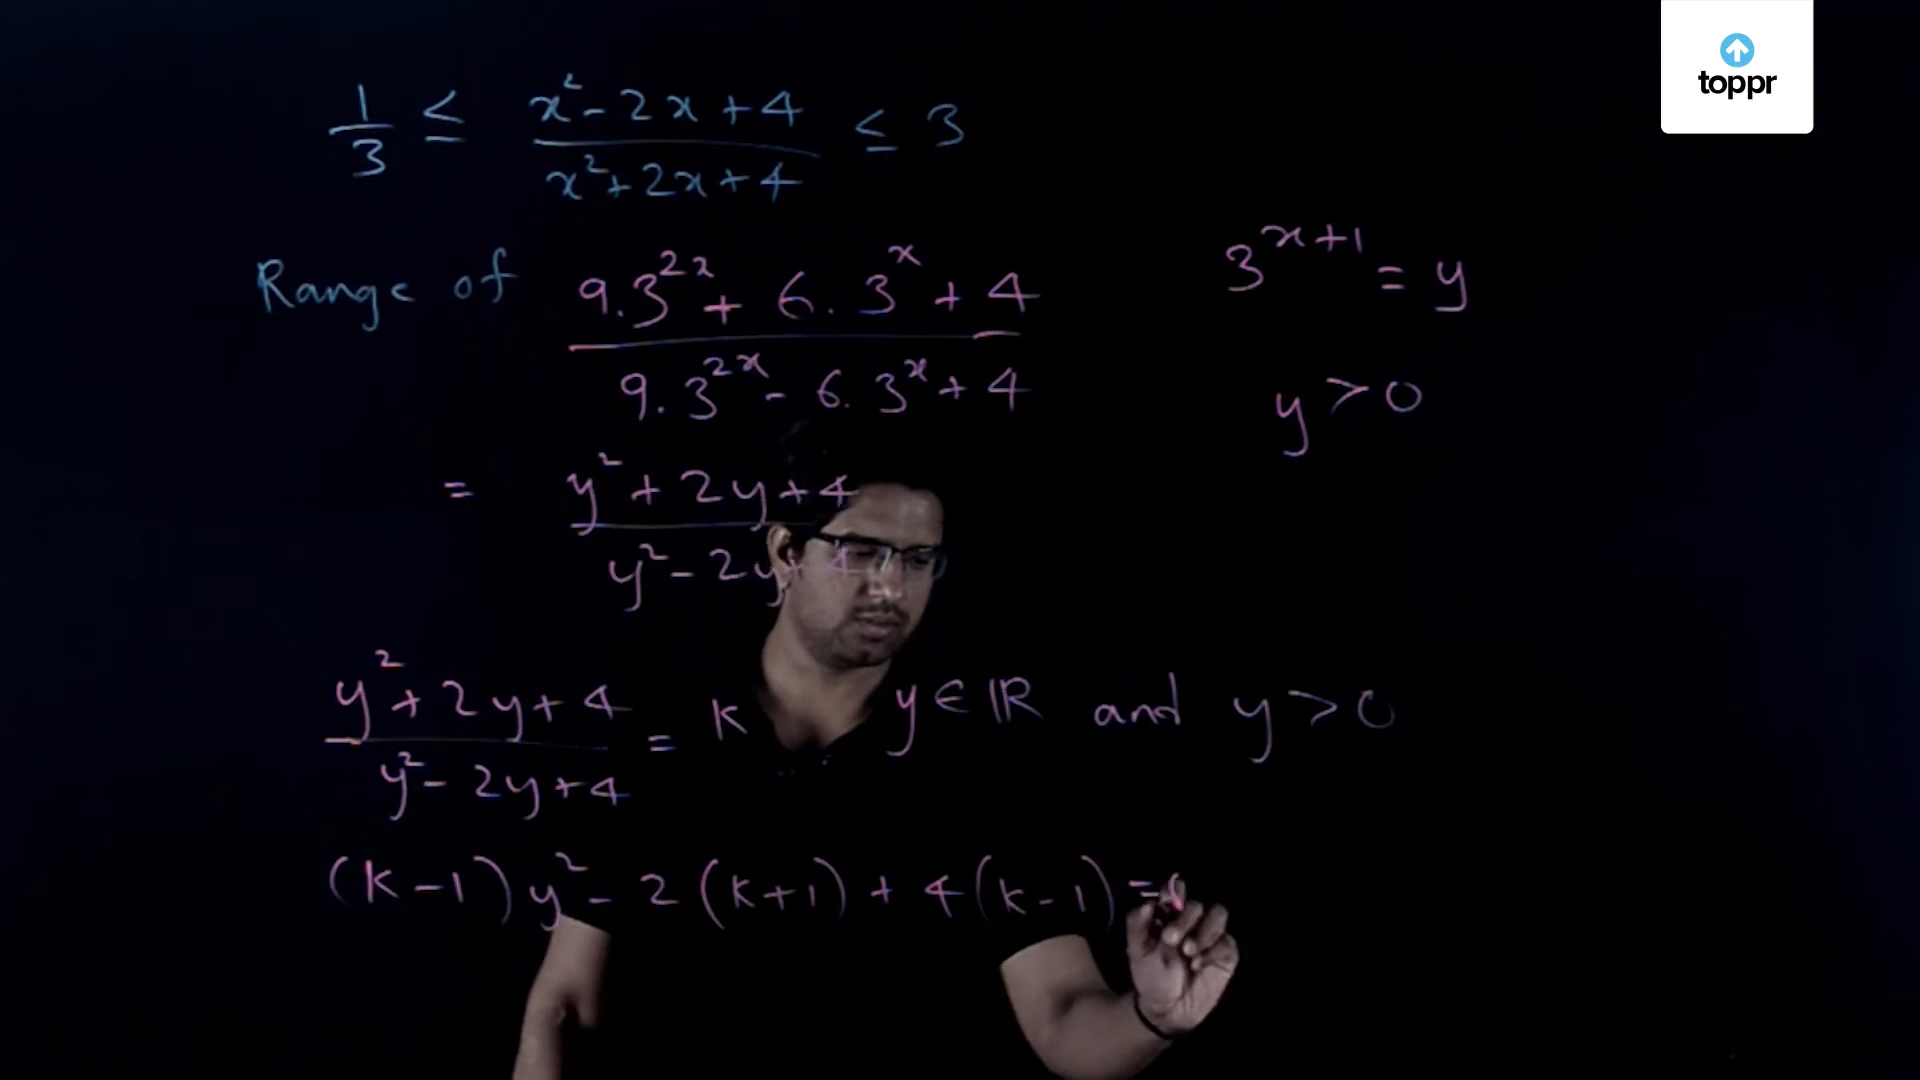 toppr
1/3 ≤ (x² - 2x + 4)/(x² + 2x + 4) ≤ 3
Range of (9.3^{2x} + 6.3^{x} + 4)/(9.3^{2x} - 6.3^{x} + 4)
3^{x+1} = y
y > 0
= (y² + 2y + 4)/(y² - 2y + 4)
(y² + 2y + 4)/(y² - 2y + 4) = k y ∈ ℝ and y > 0
(k-1) y² - 2(k+1) + 4(k-1) =